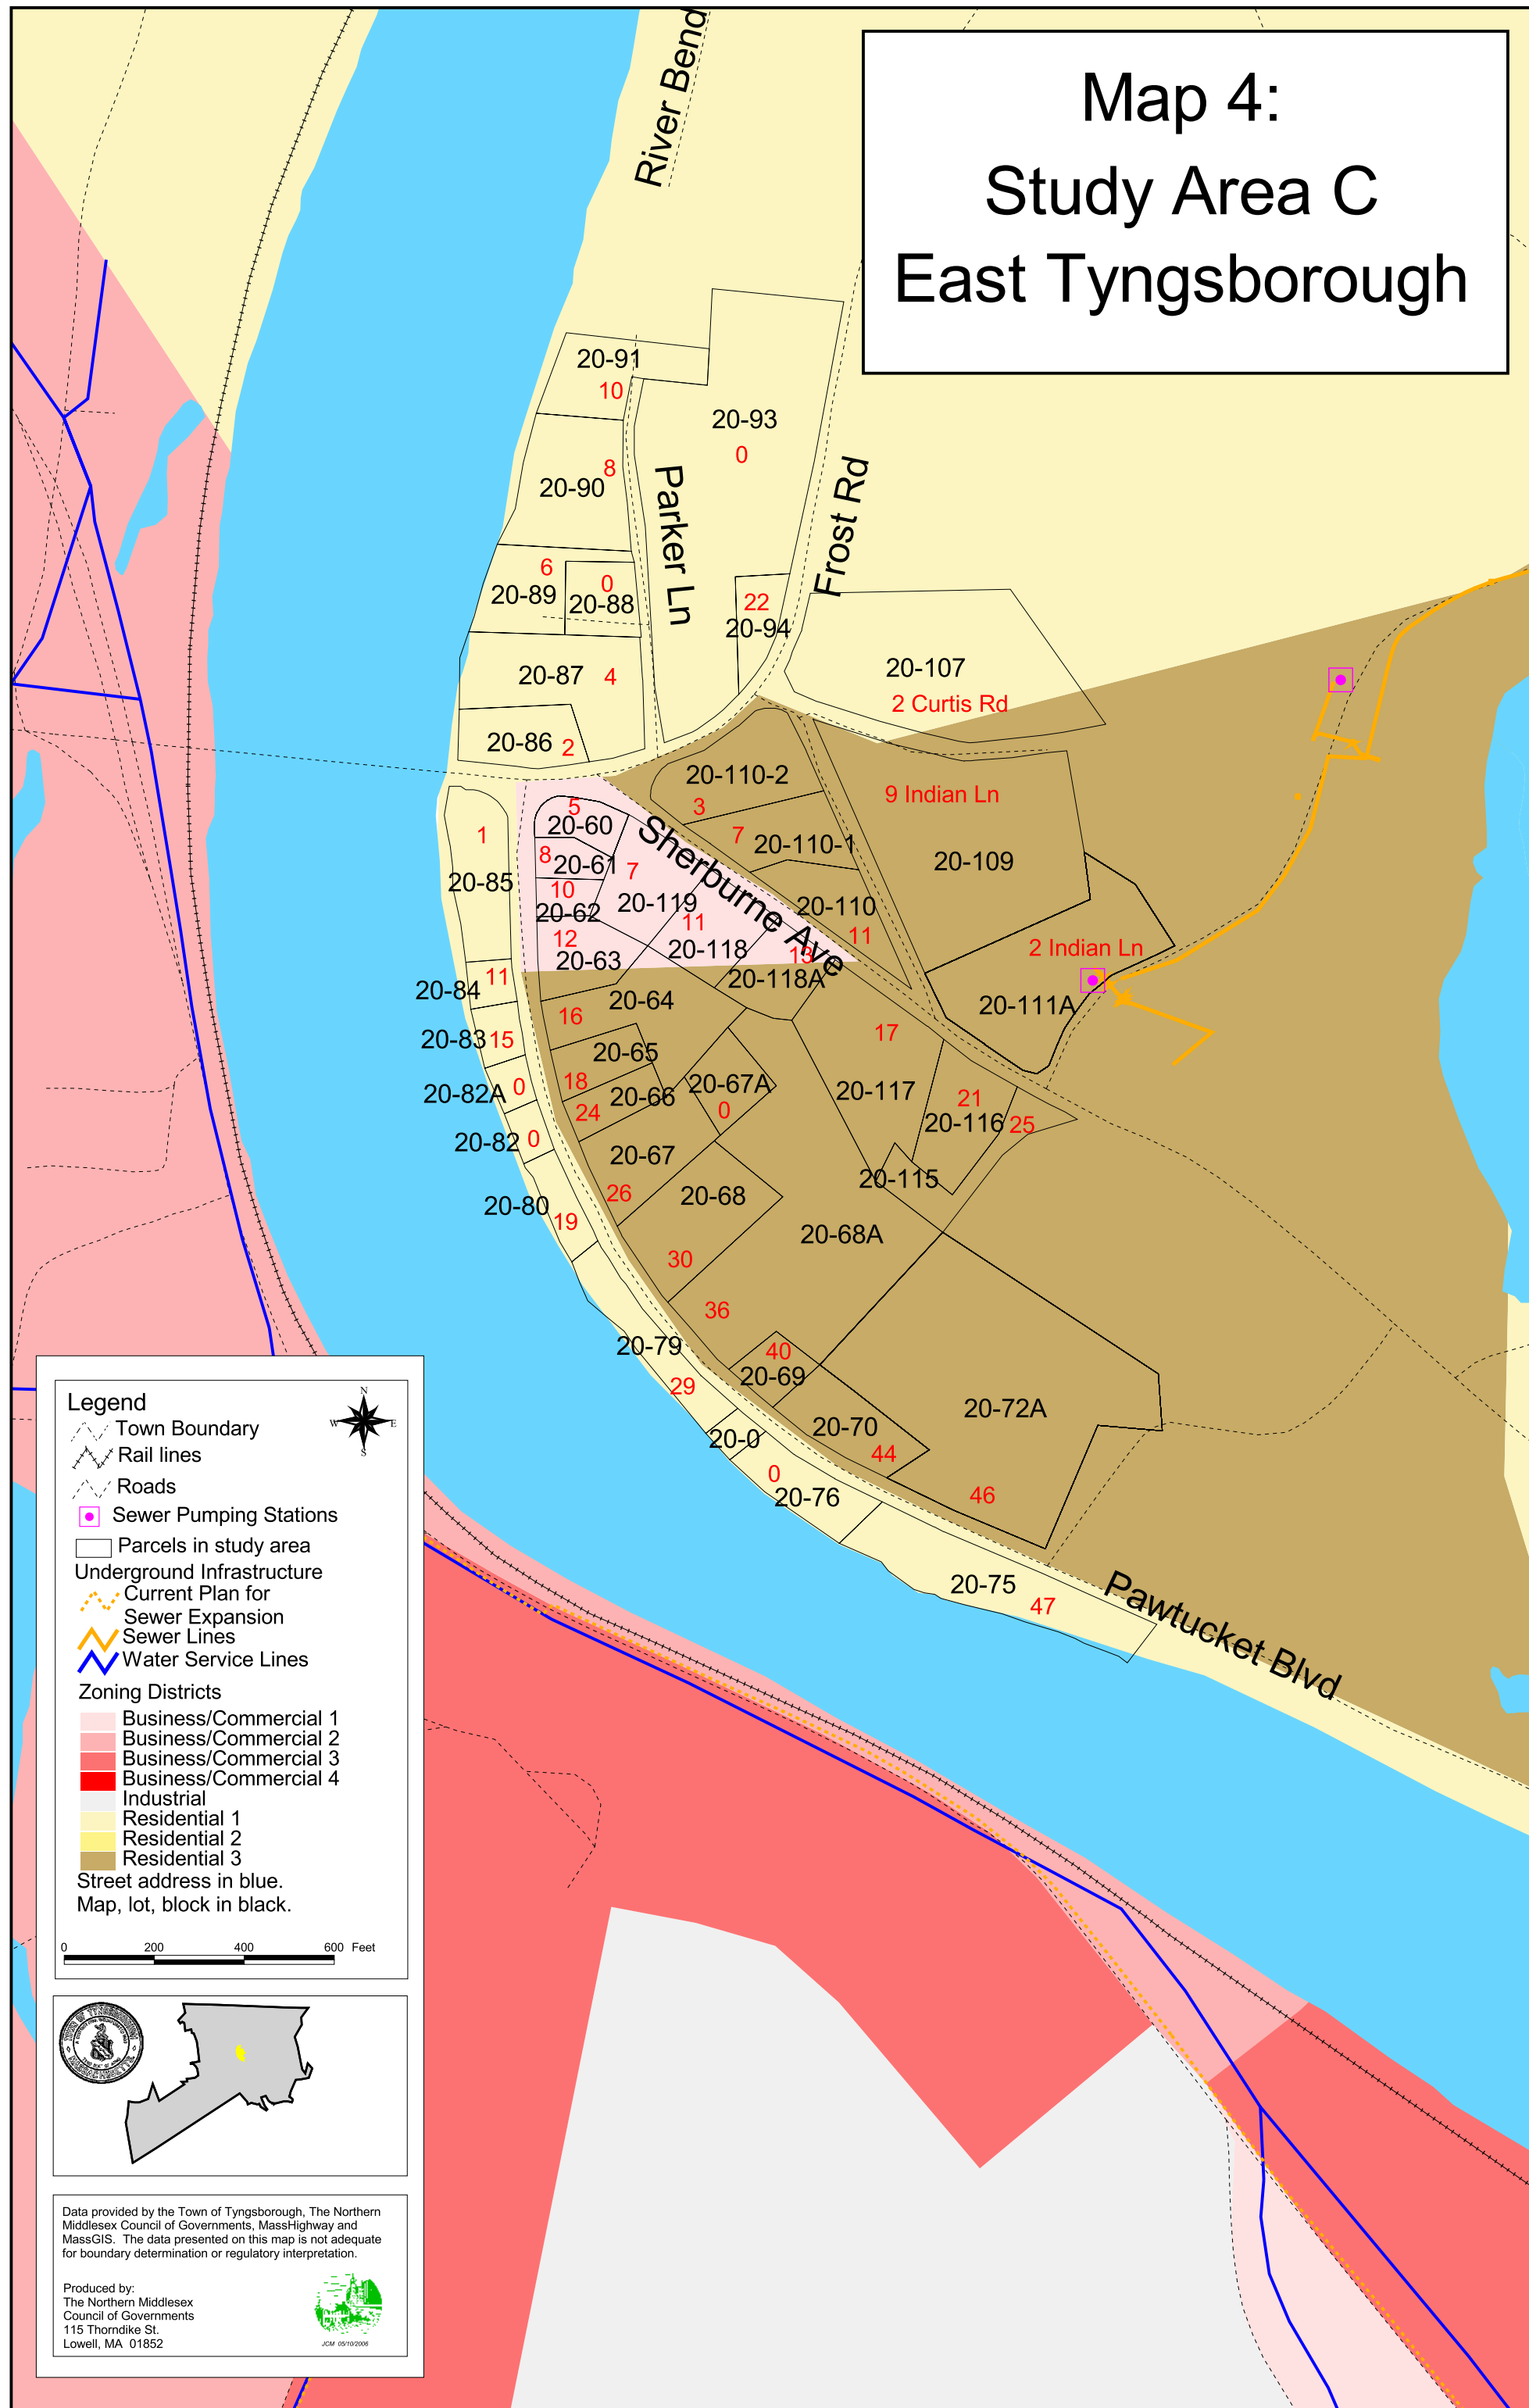 Map 4:
Study Area C
East Tyngsborough
River Bend
20-91
10
20-93
0
8
20-90
Parker Ln
Frost Rd
6
0
20-89
20-88
22
20-94
20-87
4
20-107
2 Curtis Rd
20-86
2
20-110-2
3
9 Indian Ln
5
20-60
1
Sherburne Ave
7
20-110-1
8
20-61
7
20-109
20-85
10
20-62
20-119
11
20-110
11
12
20-118
2 Indian Ln
20-63
13
11
20-118A
20-84
20-64
20-111A
16
17
20-83
15
20-65
18
20-82A
0
20-66
20-67A
20-117
21
24
0
20-116
25
20-82
0
20-67
20-115
26
20-68
20-80
19
20-68A
30
36
20-79
40
20-69
29
20-72A
20-0
20-70
44
0
20-76
46
20-75
47
Pawtucket Blvd
Legend
N
W
E
S
Town Boundary
Rail lines
Roads
Sewer Pumping Stations
Parcels in study area
Underground Infrastructure
Current Plan for
Sewer Expansion
Sewer Lines
Water Service Lines
Zoning Districts
Business/Commercial 1
Business/Commercial 2
Business/Commercial 3
Business/Commercial 4
Industrial
Residential 1
Residential 2
Residential 3
Street address in blue.
Map, lot, block in black.
0 200 400 600 Feet
TOWN OF TYNGSBOROUGH
MASSACHUSETTS
Data provided by the Town of Tyngsborough, The Northern
Middlesex Council of Governments, MassHighway and
MassGIS. The data presented on this map is not adequate
for boundary determination or regulatory interpretation.
Produced by:
The Northern Middlesex
Council of Governments
115 Thorndike St.
Lowell, MA 01852
JCM 05/10/2006